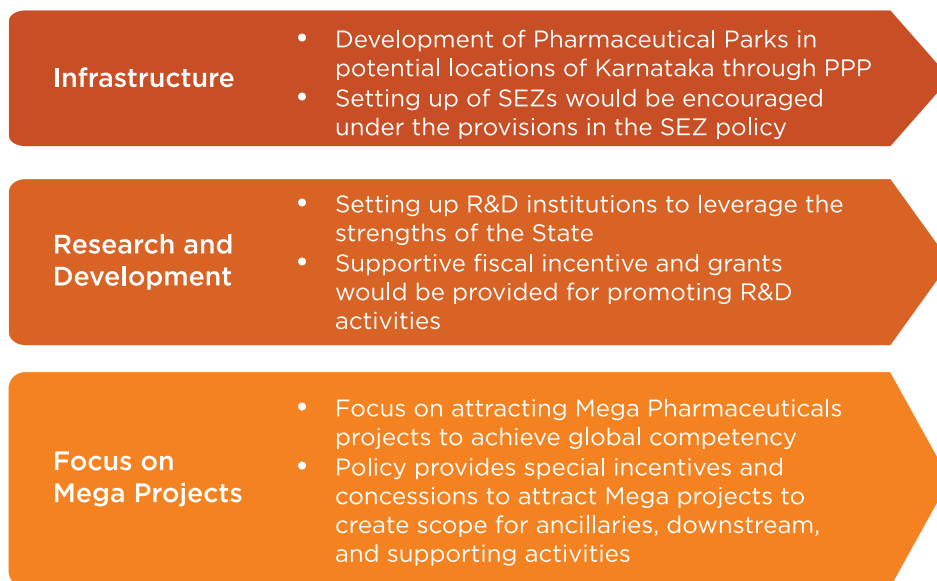 Infrastructure
• Development of Pharmaceutical Parks in
potential locations of Karnataka through PPP
• Setting up of SEZs would be encouraged
under the provisions in the SEZ policy
Research and
Development
• Setting up R&D institutions to leverage the
strengths of the State
• Supportive fiscal incentive and grants
would be provided for promoting R&D
activities
Focus on
Mega Projects
• Focus on attracting Mega Pharmaceuticals
projects to achieve global competency
• Policy provides special incentives and
concessions to attract Mega projects to
create scope for ancillaries, downstream,
and supporting activities